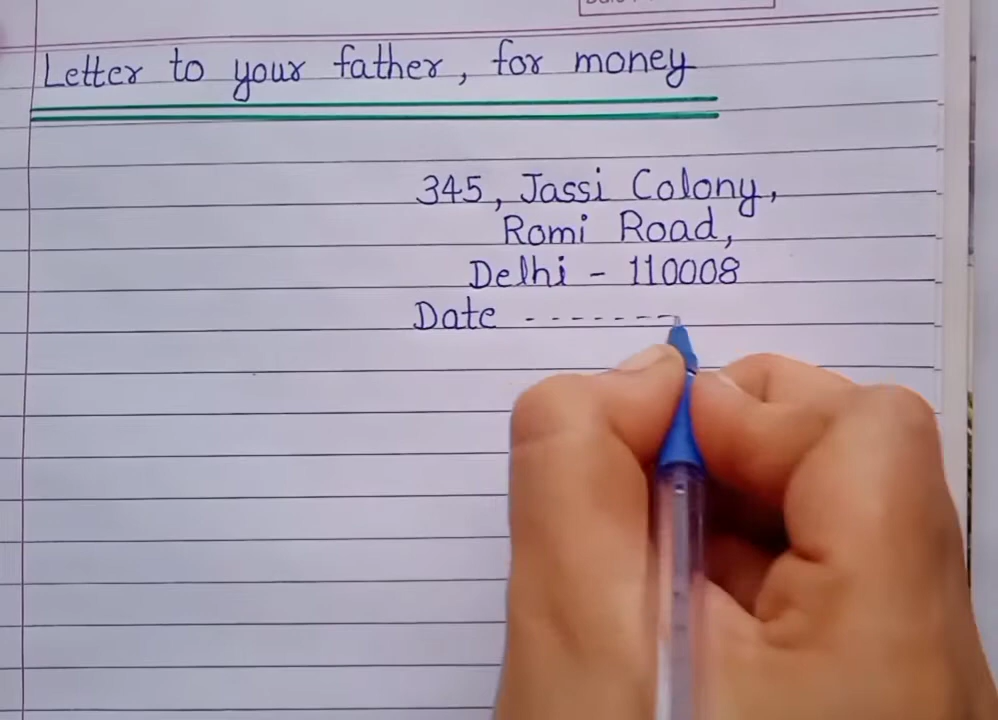 Letter to your father, for money
345, Jassi Colony,
Romi Road,
Delhi - 110008
Date -------